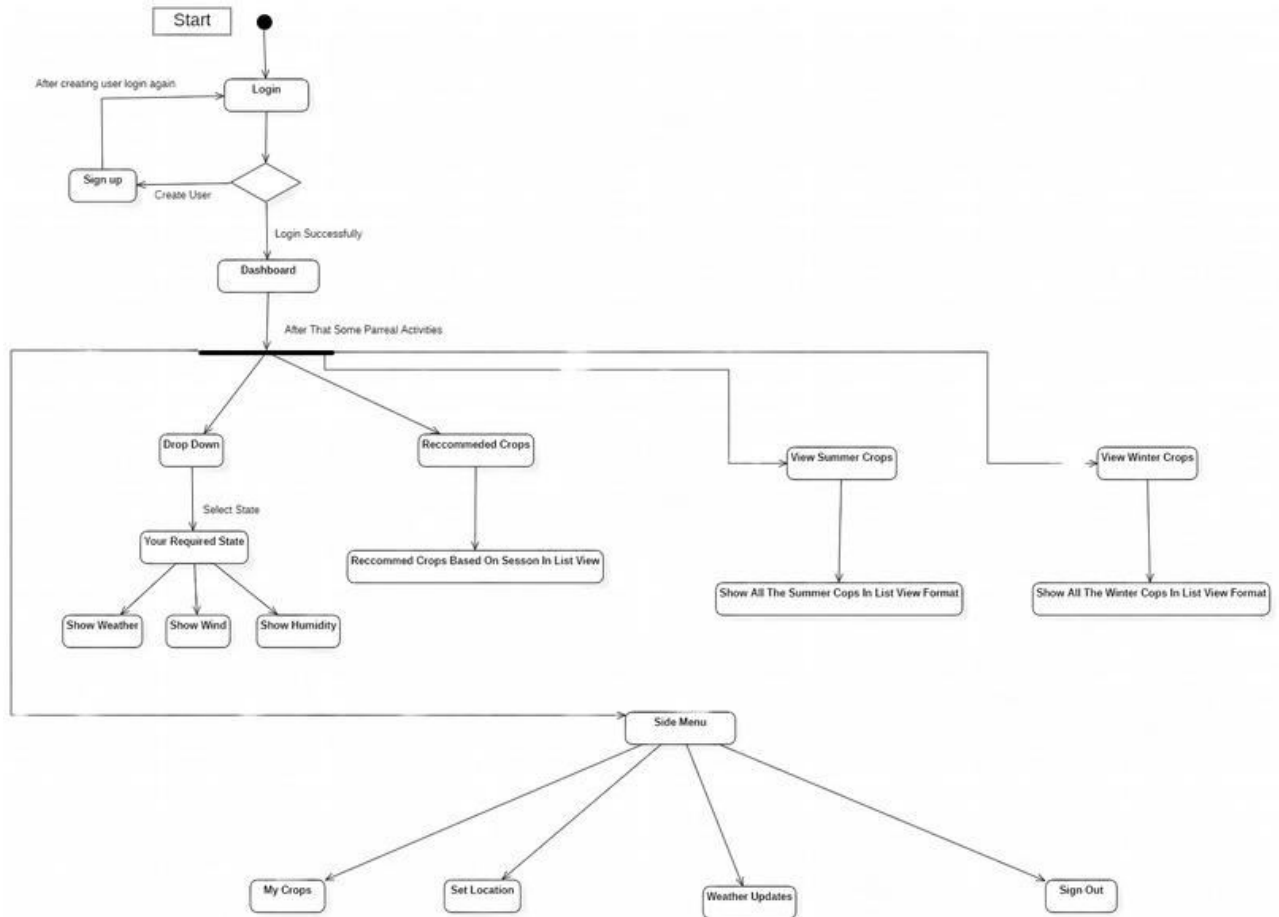 Start
After creating user login again
Login
Sign up
Create User
Login Successfully
Dashboard
After That Some Parreal Activities
Drop Down
Reccommeded Crops
View Summer Crops
View Winter Crops
Select State
Your Required State
Reccommed Crops Based On Sesson In List View
Show All The Summer Cops In List View Format
Show All The Winter Cops In List View Format
Show Weather
Show Wind
Show Humidity
Side Menu
My Crops
Set Location
Weather Updates
Sign Out